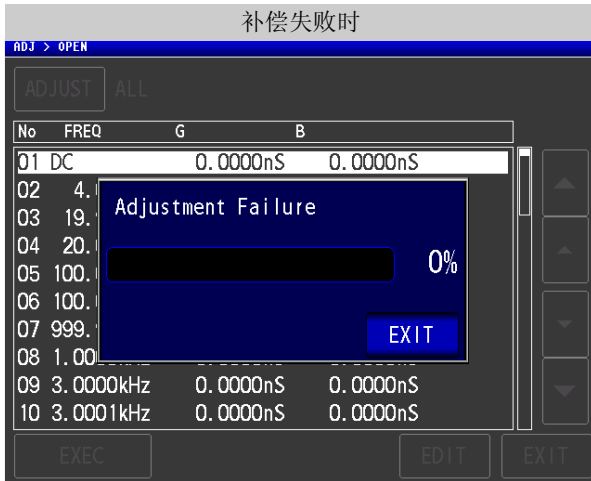 补偿失败时
ADJ > OPEN
ADJUST ALL
No FREQ G B
01 DC 0.0000nS 0.0000nS
02 4.
03 19.
04 20.
05 100.
06 100.
07 999.
08 1.00
09 3.0000kHz 0.0000nS 0.0000nS
10 3.0001kHz 0.0000nS 0.0000nS
Adjustment Failure
0%
EXIT
EXEC EDIT EXIT